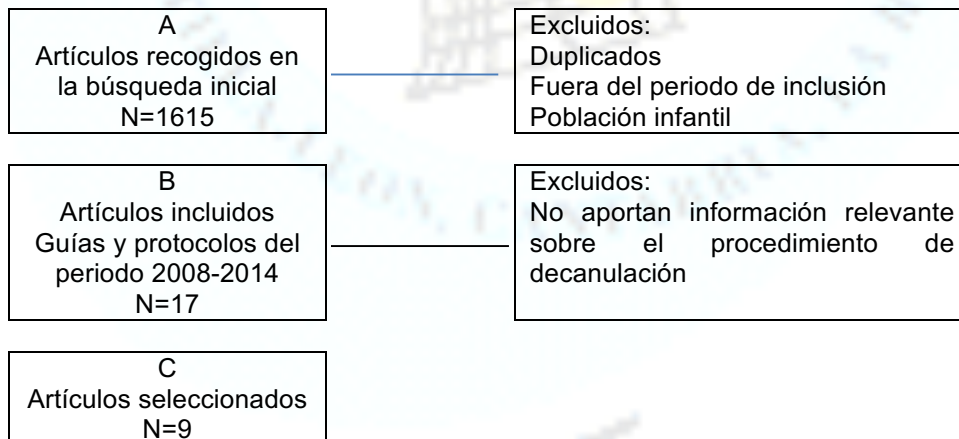 A
Artículos recogidos en
la búsqueda inicial
N=1615
Excluidos:
Duplicados
Fuera del periodo de inclusión
Población infantil
B
Artículos incluidos
Guías y protocolos del
periodo 2008-2014
N=17
Excluidos:
No aportan información relevante
sobre el procedimiento de
decanulación
C
Artículos seleccionados
N=9